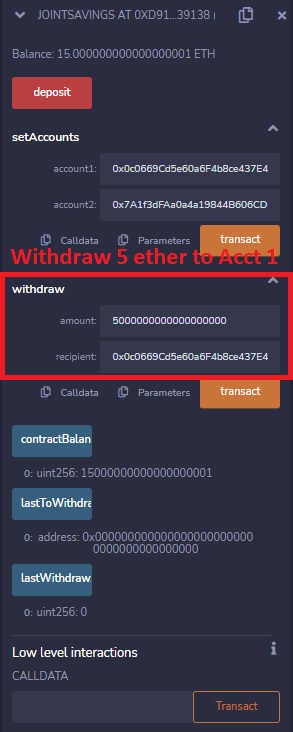 JOINTSAVINGS AT 0XD91...39138 (
Balance: 15.000000000000000001 ETH
deposit
setAccounts
account1: 0x0c0669Cd5e60a6F4b8ce437E4
account2: 0x7A1f3dFAa0a4a19844B606CD
Calldata Parameters transact
Withdraw 5 ether to Acct 1
withdraw
amount: 5000000000000000000
recipient: 0x0c0669Cd5e60a6F4b8ce437E4
Calldata Parameters transact
contractBalan
0: uint256: 15000000000000000001
lastToWithdra
0: address: 0x00000000000000000000000
0000000000000000000
lastWithdraw
0: uint256: 0
Low level interactions
CALLDATA
Transact